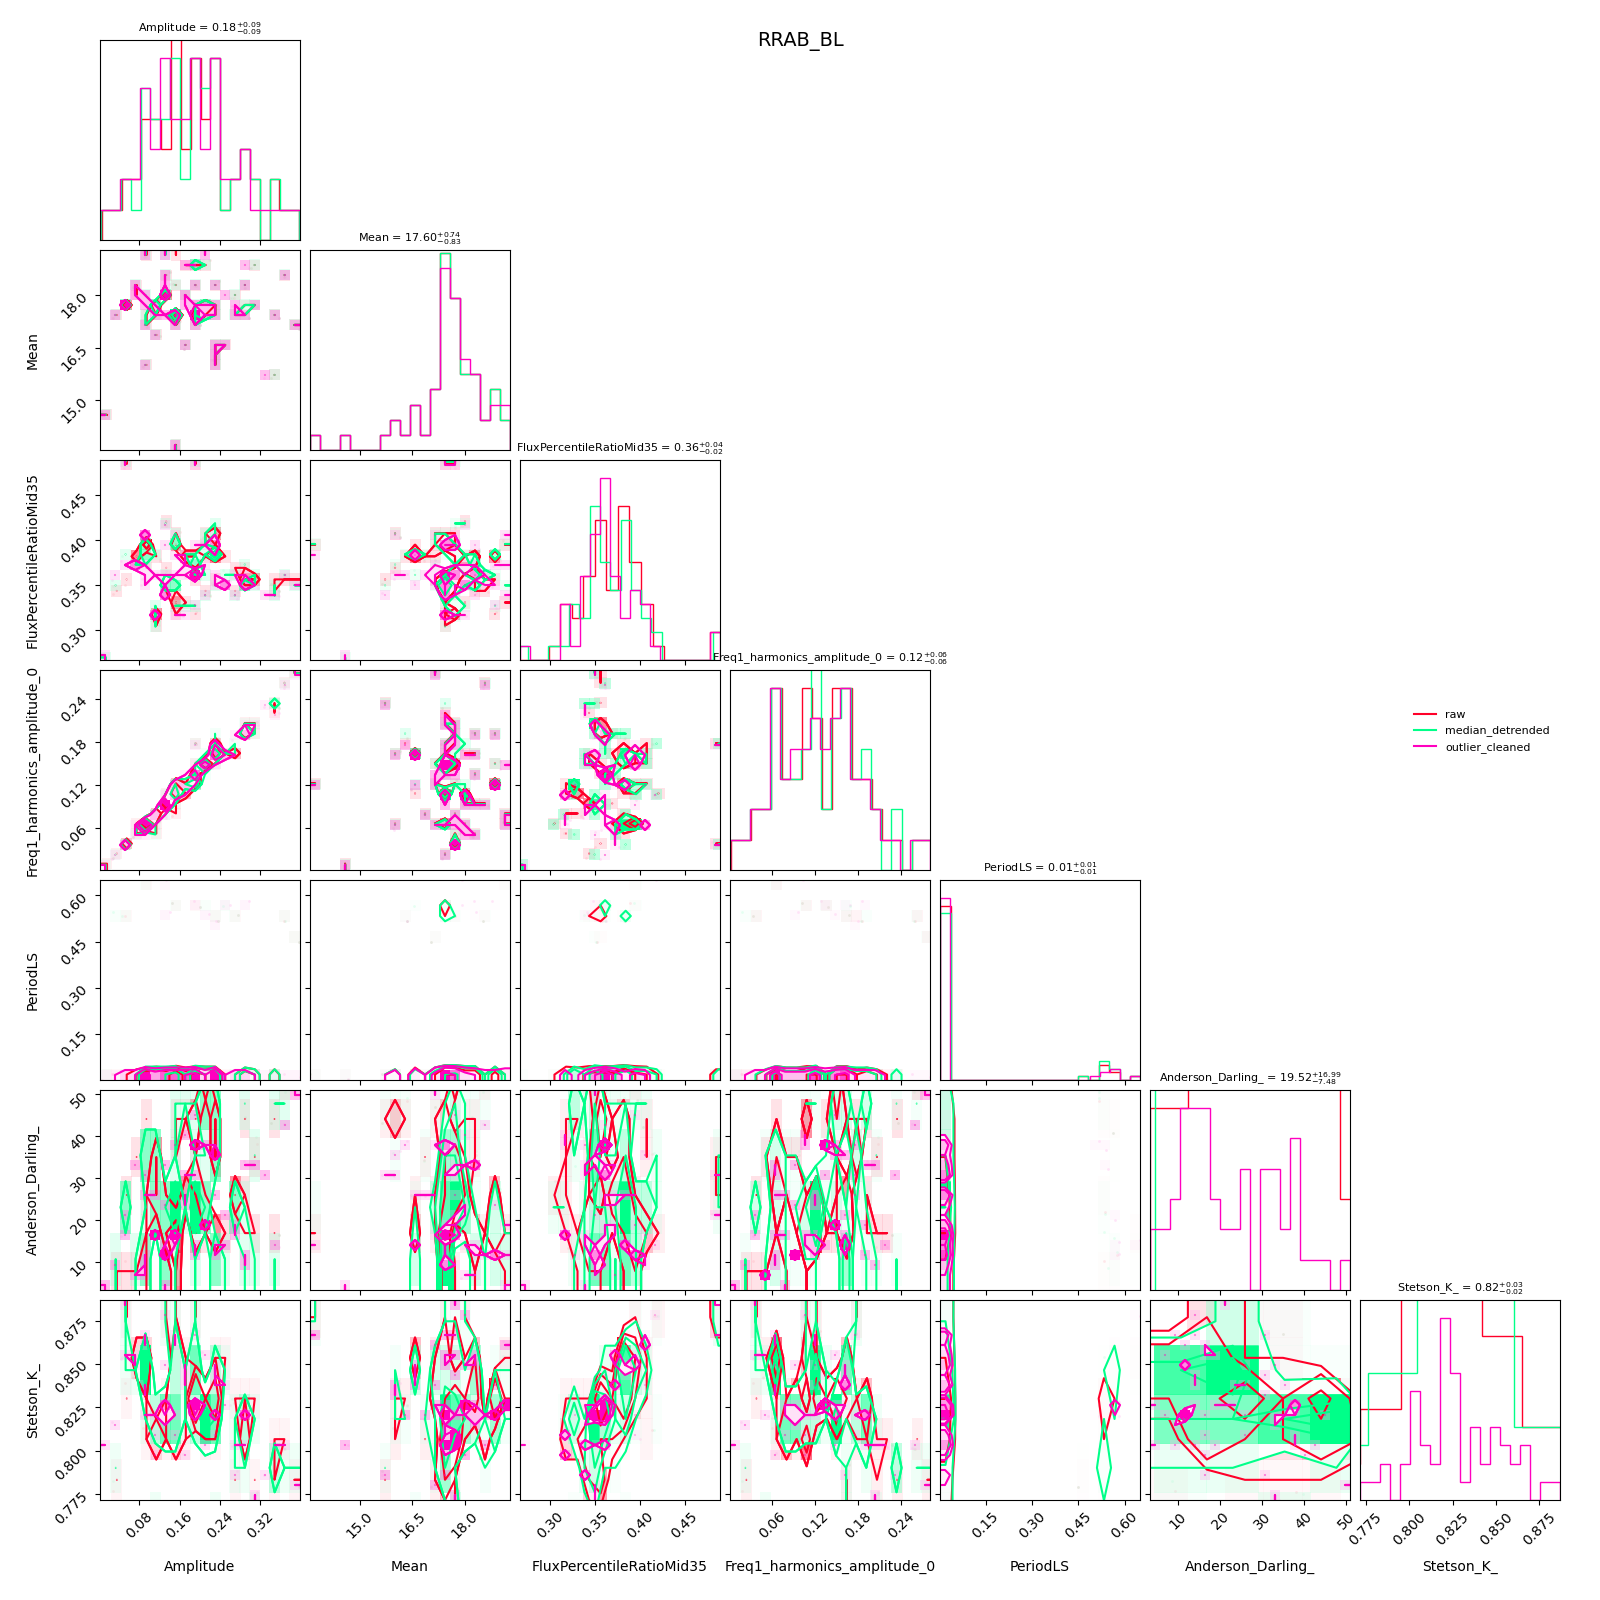 RRAB_BL
Amplitude = 0.18+0.09 −0.09
Mean = 17.60+0.74 −0.83
FluxPercentileRatioMid35 = 0.36+0.04 −0.02
Freq1_harmonics_amplitude_0 = 0.12+0.06 −0.06
PeriodLS = 0.01+0.01 −0.01
Anderson_Darling_ = 19.52+16.99 −7.48
Stetson_K_ = 0.82+0.03 −0.02
raw
median_detrended
outlier_cleaned
Mean
18.0
16.5
15.0
FluxPercentileRatioMid35
0.45
0.40
0.35
0.30
Freq1_harmonics_amplitude_0
0.24
0.18
0.12
0.06
PeriodLS
0.60
0.45
0.30
0.15
Anderson_Darling_
50
40
30
20
10
Stetson_K_
0.875
0.850
0.825
0.800
0.775
0.08 0.16 0.24 0.32
15.0 16.5 18.0
0.30 0.35 0.40 0.45
0.06 0.12 0.18 0.24
0.15 0.30 0.45 0.60
10 20 30 40 50
0.775 0.800 0.825 0.850 0.875
Amplitude Mean FluxPercentileRatioMid35 Freq1_harmonics_amplitude_0 PeriodLS Anderson_Darling_ Stetson_K_